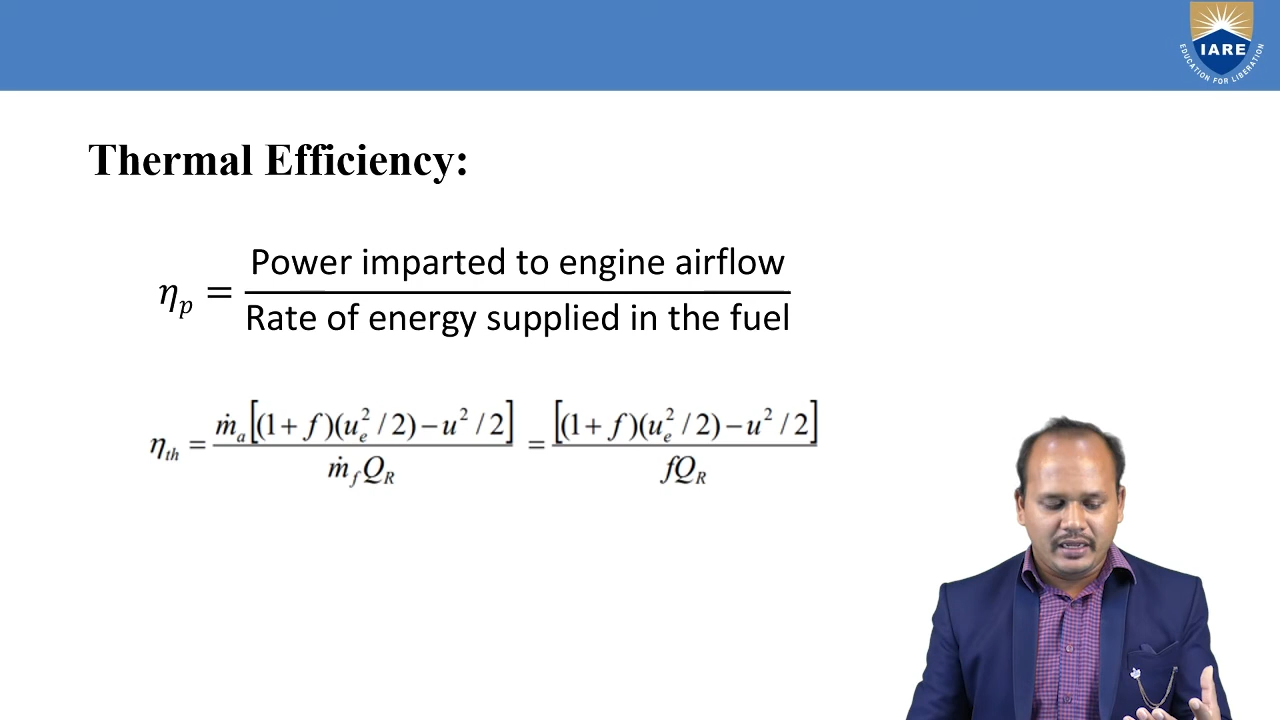 IARE
EDUCATION FOR LIBERATION
Thermal Efficiency:
η_p = Power imparted to engine airflow / Rate of energy supplied in the fuel
η_th = ṁ_a[(1+f)(u_e²/2)−u²/2] / ṁ_f Q_R = [(1+f)(u_e²/2)−u²/2] / fQ_R